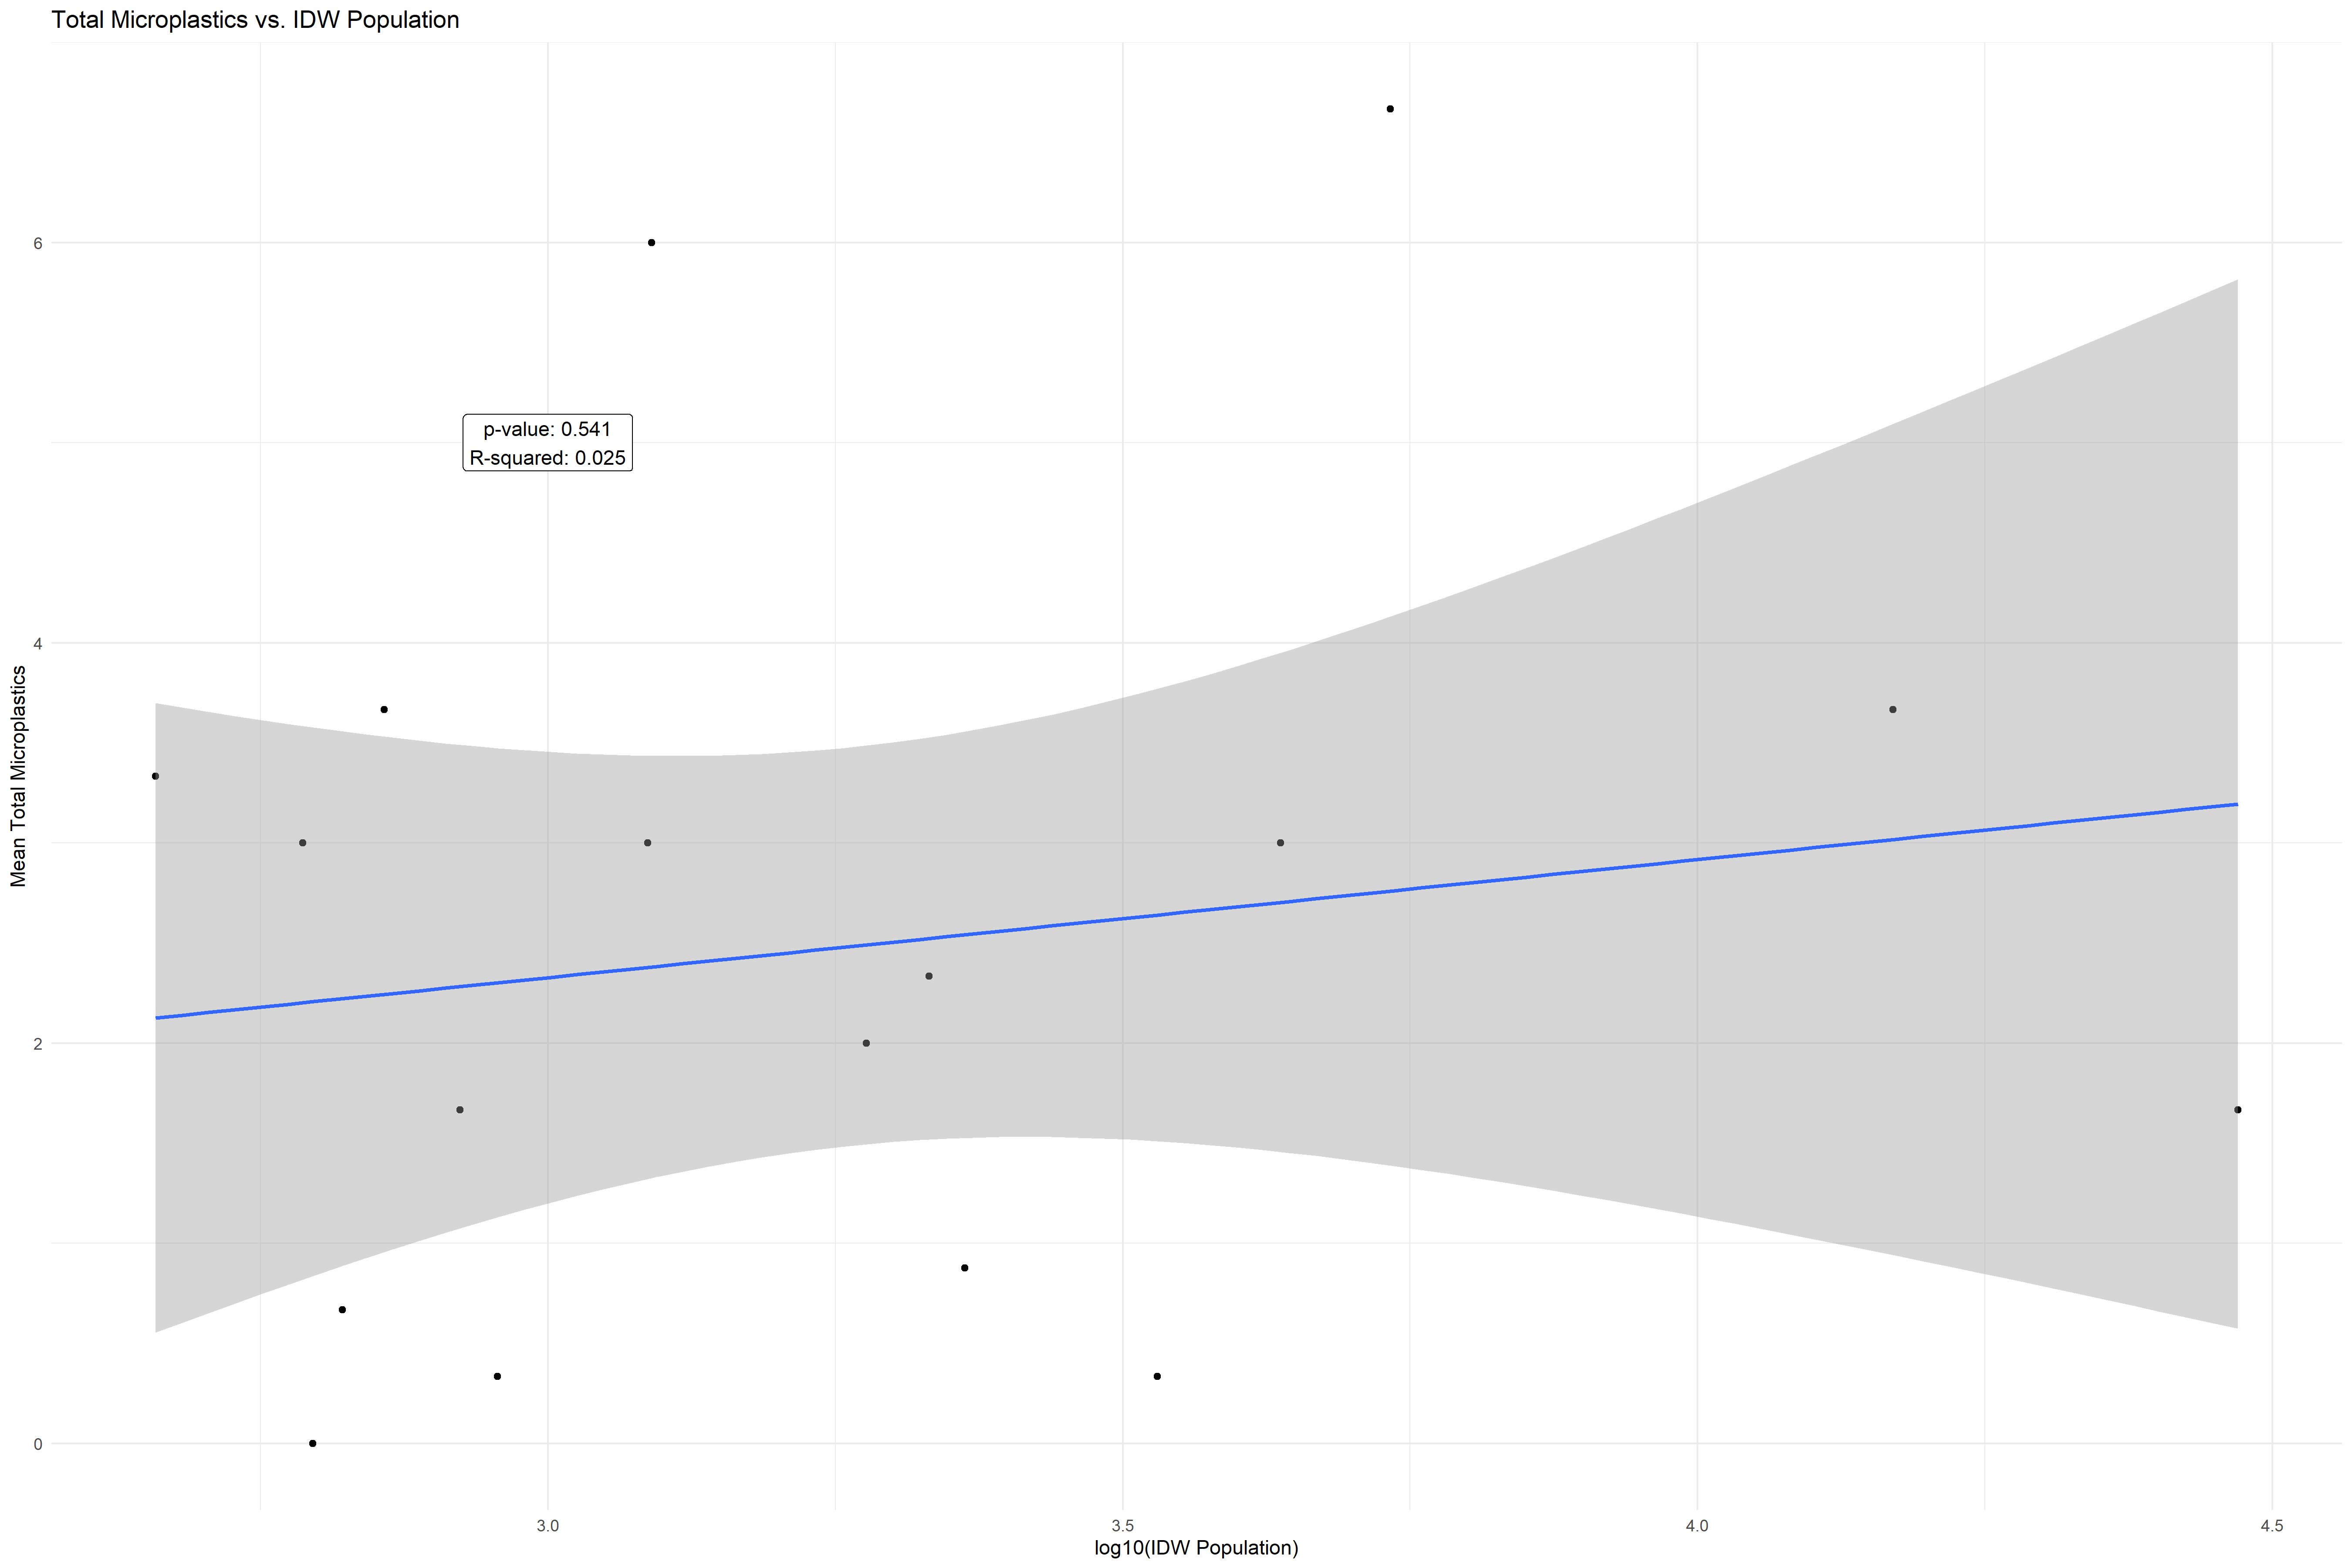 Total Microplastics vs. IDW Population
6
p-value: 0.541
R-squared: 0.025
4
Mean Total Microplastics
2
0
3.0 3.5 4.0 4.5
log10(IDW Population)